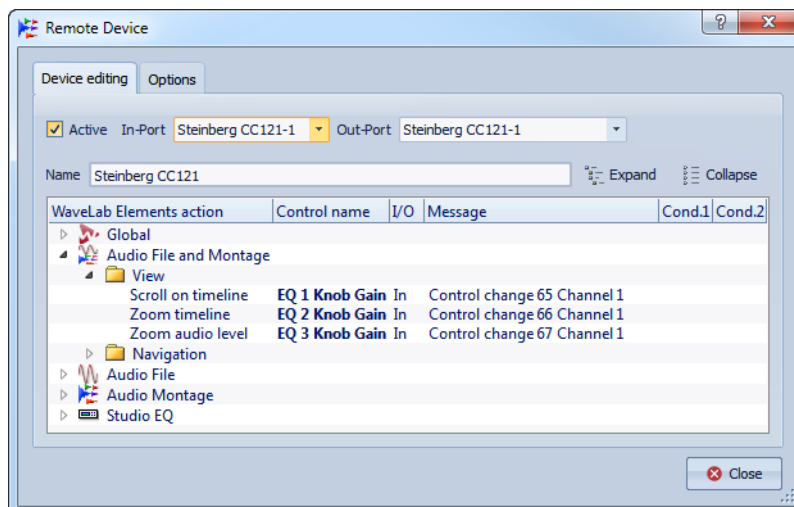 Remote Device
Device editing Options
Active In-Port Steinberg CC121-1 Out-Port Steinberg CC121-1
Name Steinberg CC121 Expand Collapse
WaveLab Elements action Control name I/O Message Cond.1 Cond.2
Global
Audio File and Montage
View
Scroll on timeline EQ 1 Knob Gain In Control change 65 Channel 1
Zoom timeline EQ 2 Knob Gain In Control change 66 Channel 1
Zoom audio level EQ 3 Knob Gain In Control change 67 Channel 1
Navigation
Audio File
Audio Montage
Studio EQ
Close